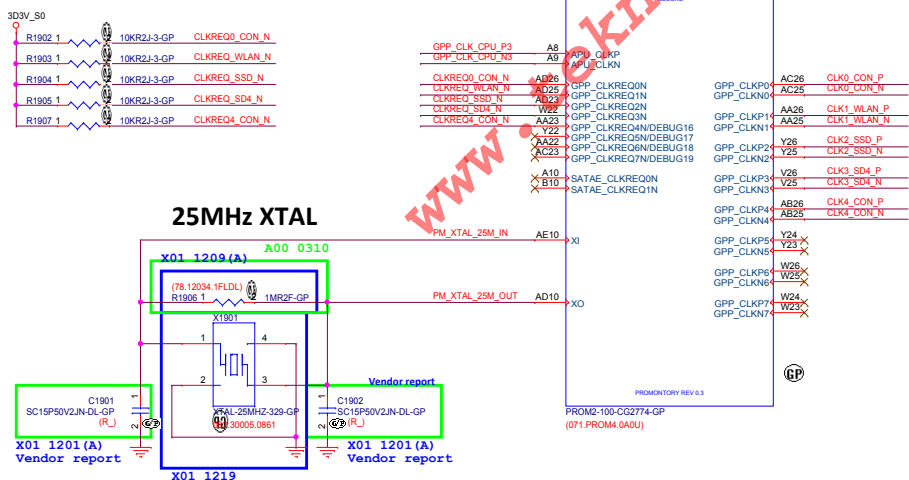 3D3V_S0
R1902 1 2 10KR2J-3-GP CLKREQ0_CON_N
R1903 1 2 10KR2J-3-GP CLKREQ_WLAN_N
R1904 1 2 10KR2J-3-GP CLKREQ_SSD_N
R1905 1 2 10KR2J-3-GP CLKREQ_SD4_N
R1907 1 2 10KR2J-3-GP CLKREQ4_CON_N
GPP_CLK_CPU_P3 A8 APU_CLKP
GPP_CLK_CPU_N3 A9 APU_CLKN
CLKREQ0_CON_N AD26 GPP_CLKREQ0N
CLKREQ_WLAN_N AD25 GPP_CLKREQ1N
CLKREQ_SSD_N AD23 GPP_CLKREQ2N
CLKREQ_SD4_N W22 GPP_CLKREQ3N
CLKREQ4_CON_N AA23 GPP_CLKREQ4N/DEBUG16
Y22 GPP_CLKREQ5N/DEBUG17
AA22 GPP_CLKREQ6N/DEBUG18
AC23 GPP_CLKREQ7N/DEBUG19
A10 SATAE_CLKREQ0N
B10 SATAE_CLKREQ1N
PM_XTAL_25M_IN AE10 XI
PM_XTAL_25M_OUT AD10 XO
GPP_CLKP0 AC26 CLK0_CON_P
GPP_CLKN0 AC25 CLK0_CON_N
GPP_CLKP1 AA26 CLK1_WLAN_P
GPP_CLKN1 AA25 CLK1_WLAN_N
GPP_CLKP2 Y26 CLK2_SSD_P
GPP_CLKN2 Y25 CLK2_SSD_N
GPP_CLKP3 V26 CLK3_SD4_P
GPP_CLKN3 V25 CLK3_SD4_N
GPP_CLKP4 AB26 CLK4_CON_P
GPP_CLKN4 AB25 CLK4_CON_N
GPP_CLKP5 Y24
GPP_CLKN5 Y23
GPP_CLKP6 W26
GPP_CLKN6 W25
GPP_CLKP7 W24
GPP_CLKN7 W23
GP
PROMONTORY REV 0.3
PROM2-100-CG2774-GP
(071.PROM4.0A0U)
25MHz XTAL
A00 0310
X01 1209(A)
(78.12034.1FLDL)
R1906 1 2 1MR2F-GP
X1901
1 4
2 3
XTAL-25MHZ-329-GP
Vendor report
C1901 1
SC15P50V2JN-DL-GP
(R_) 2
C1902 1
SC15P50V2JN-DL-GP
(R_) 2
X01 1201(A)
Vendor report
X01 1201(A)
Vendor report
X01 1219